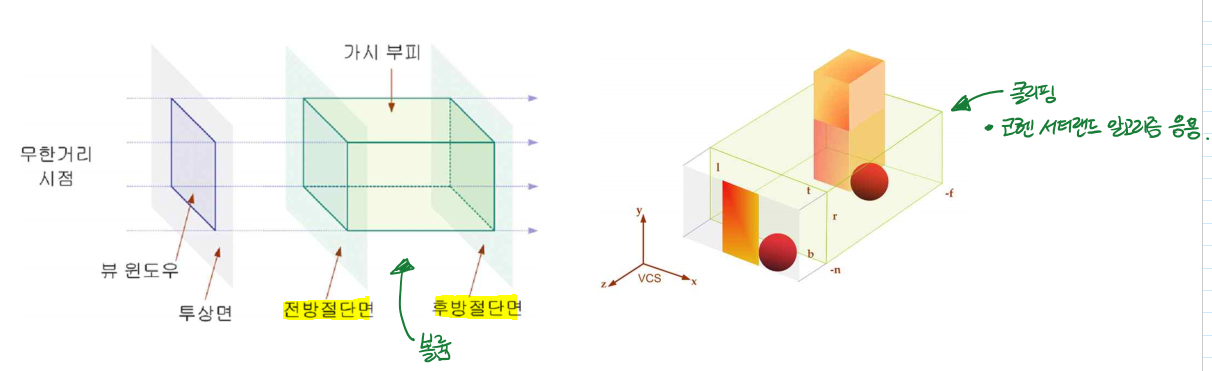 가시 부피
무한거리
시점
뷰 윈도우
투상면
전방절단면
후방절단면
볼륨
클리핑
• 코헨 서터랜드 알고리즘 응용.
l
t
r
b
-n
-f
y
z
x
VCS